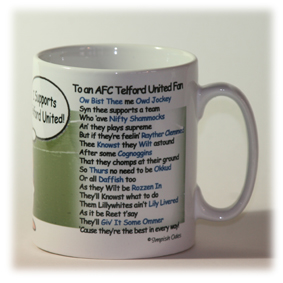 Supports
ford United!
To an AFC Telford United Fan
Ow Bist Thee me Owd Jockey
Syn thee supports a team
Who 'ave Nifty Shommocks
An' they plays supreme
But if they're feelin' Rayther Clemmed
Thee Knowst they Wilt astound
After some Cognoggins
That they chomps at their ground
So Thurs no need to be Okkud
Or all Daffish too
As they Wilt be Razzen In
They'll Knowst what to do
Them Lillywhites ain't Lily Livered
As it be Reet t'say
They'll Giv' It Some Ommer
'Cause they're the best in every way!